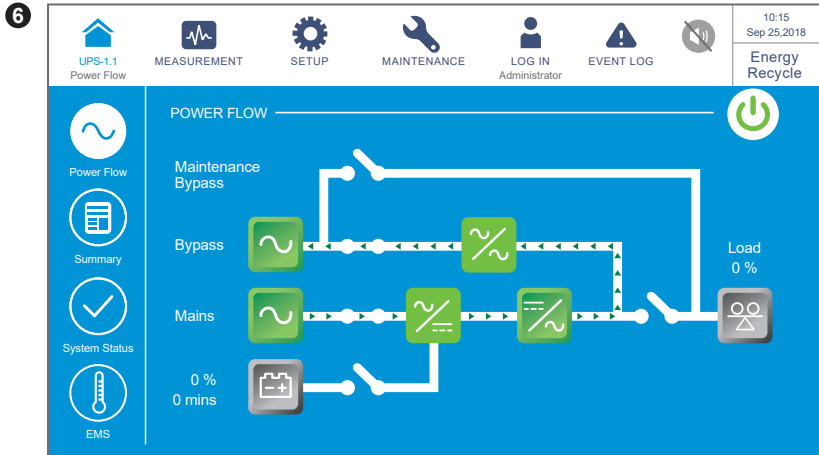 6
UPS-1.1
Power Flow
MEASUREMENT
SETUP
MAINTENANCE
LOG IN
Administrator
EVENT LOG
10:15
Sep 25,2018
Energy
Recycle
POWER FLOW
Power Flow
Summary
System Status
EMS
Maintenance
Bypass
Bypass
Mains
0 %
0 mins
Load
0 %